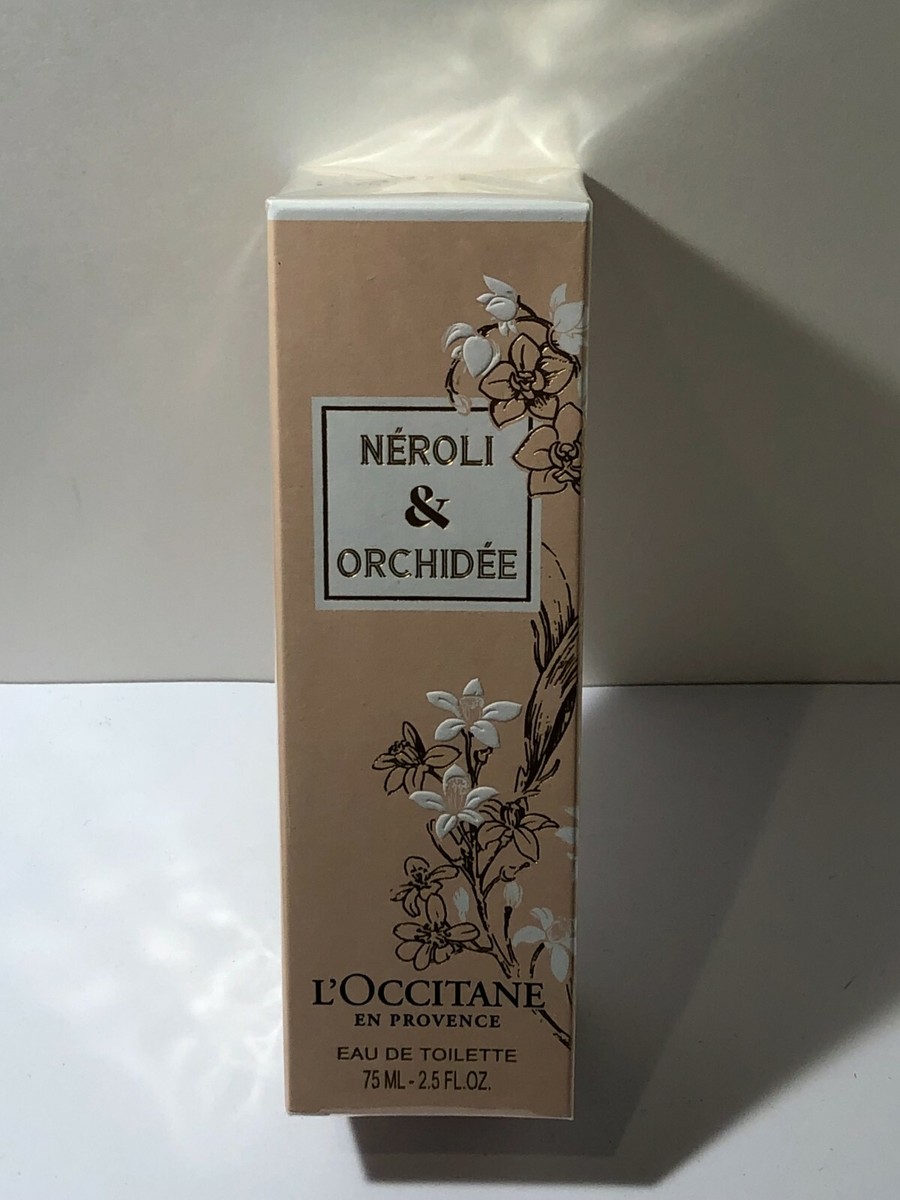 NÉROLI
&
ORCHIDÉE
L'OCCITANE
EN PROVENCE
EAU DE TOILETTE
75 ML - 2.5 FL.OZ.